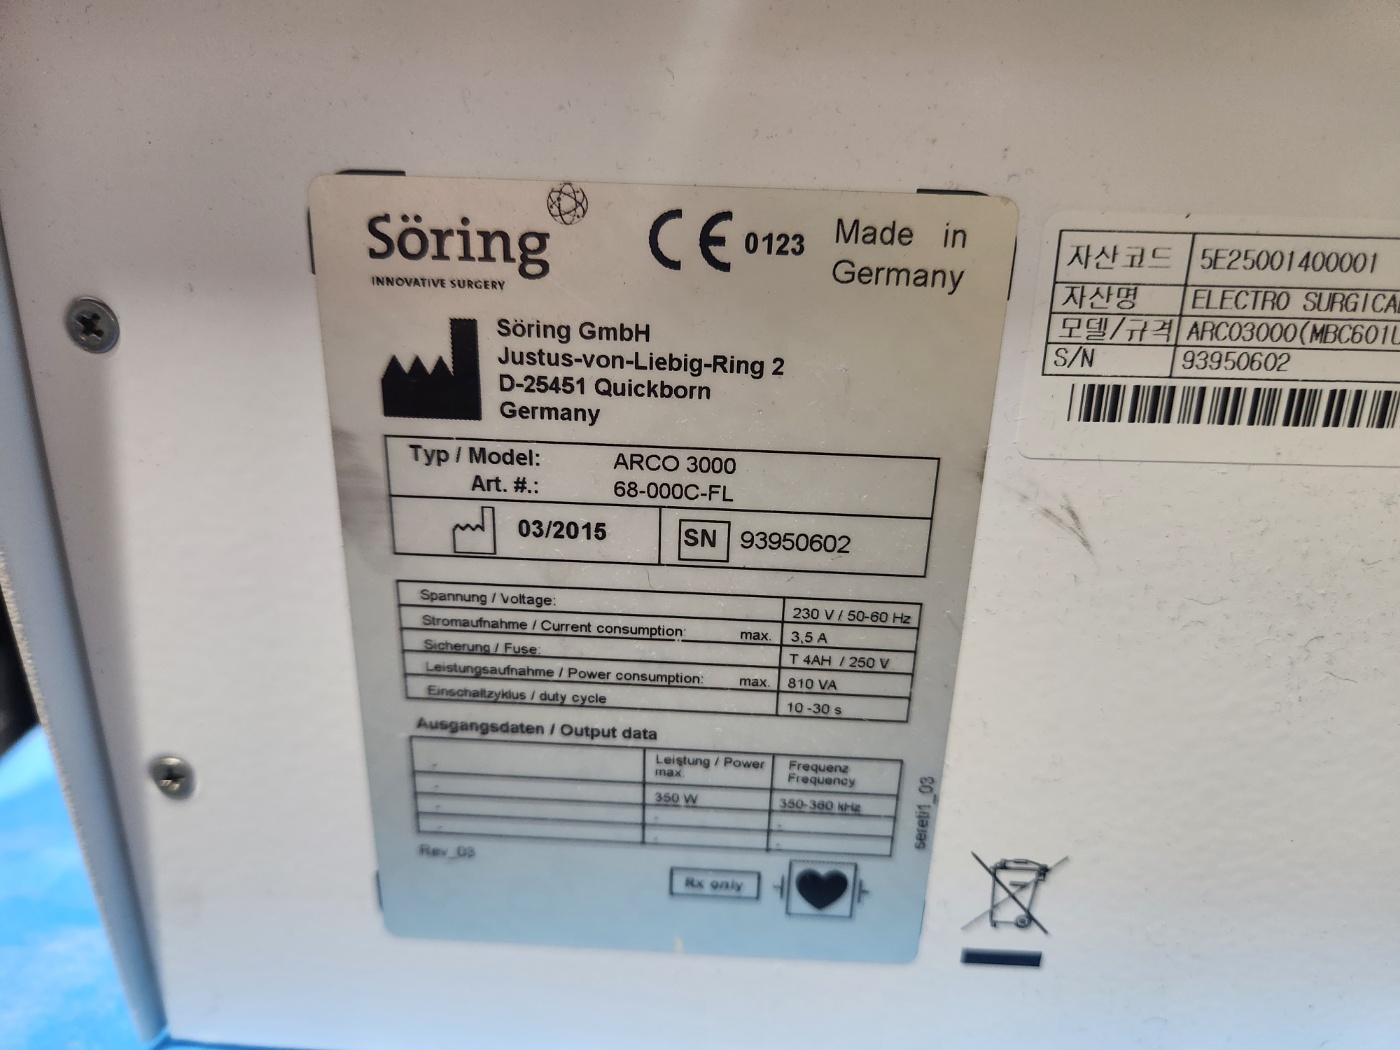 Söring
INNOVATIVE SURGERY
CE 0123
Made in
Germany
Söring GmbH
Justus-von-Liebig-Ring 2
D-25451 Quickborn
Germany
Typ / Model: ARCO 3000
Art. #.: 68-000C-FL
03/2015 SN 93950602
Spannung / Voltage: 230 V / 50-60 Hz
Stromaufnahme / Current consumption: max. 3,5 A
Sicherung / Fuse: T 4AH / 250 V
Leistungsaufnahme / Power consumption: max. 810 VA
Einschaltzyklus / duty cycle 10 -30 s
Ausgangsdaten / Output data
Leistung / Power max. Frequenz Frequency
- 350 W 350-360 kHz
- - -
- - -
sereti1_03
Rev_03
Rx only
자산코드 5E25001400001
자산명 ELECTRO SURGICA
모델/규격 ARCO3000(MBC601U
S/N 93950602